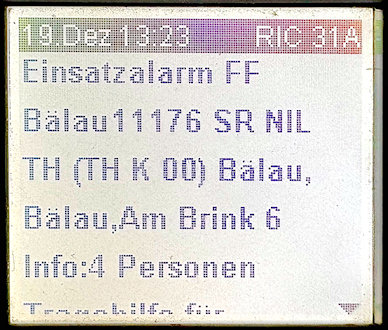 19.Dez 13:23 RIC 31A
Einsatzalarm FF
Bälau11176 SR NIL
TH (TH K 00) Bälau,
Bälau,Am Brink 6
Info:4 Personen